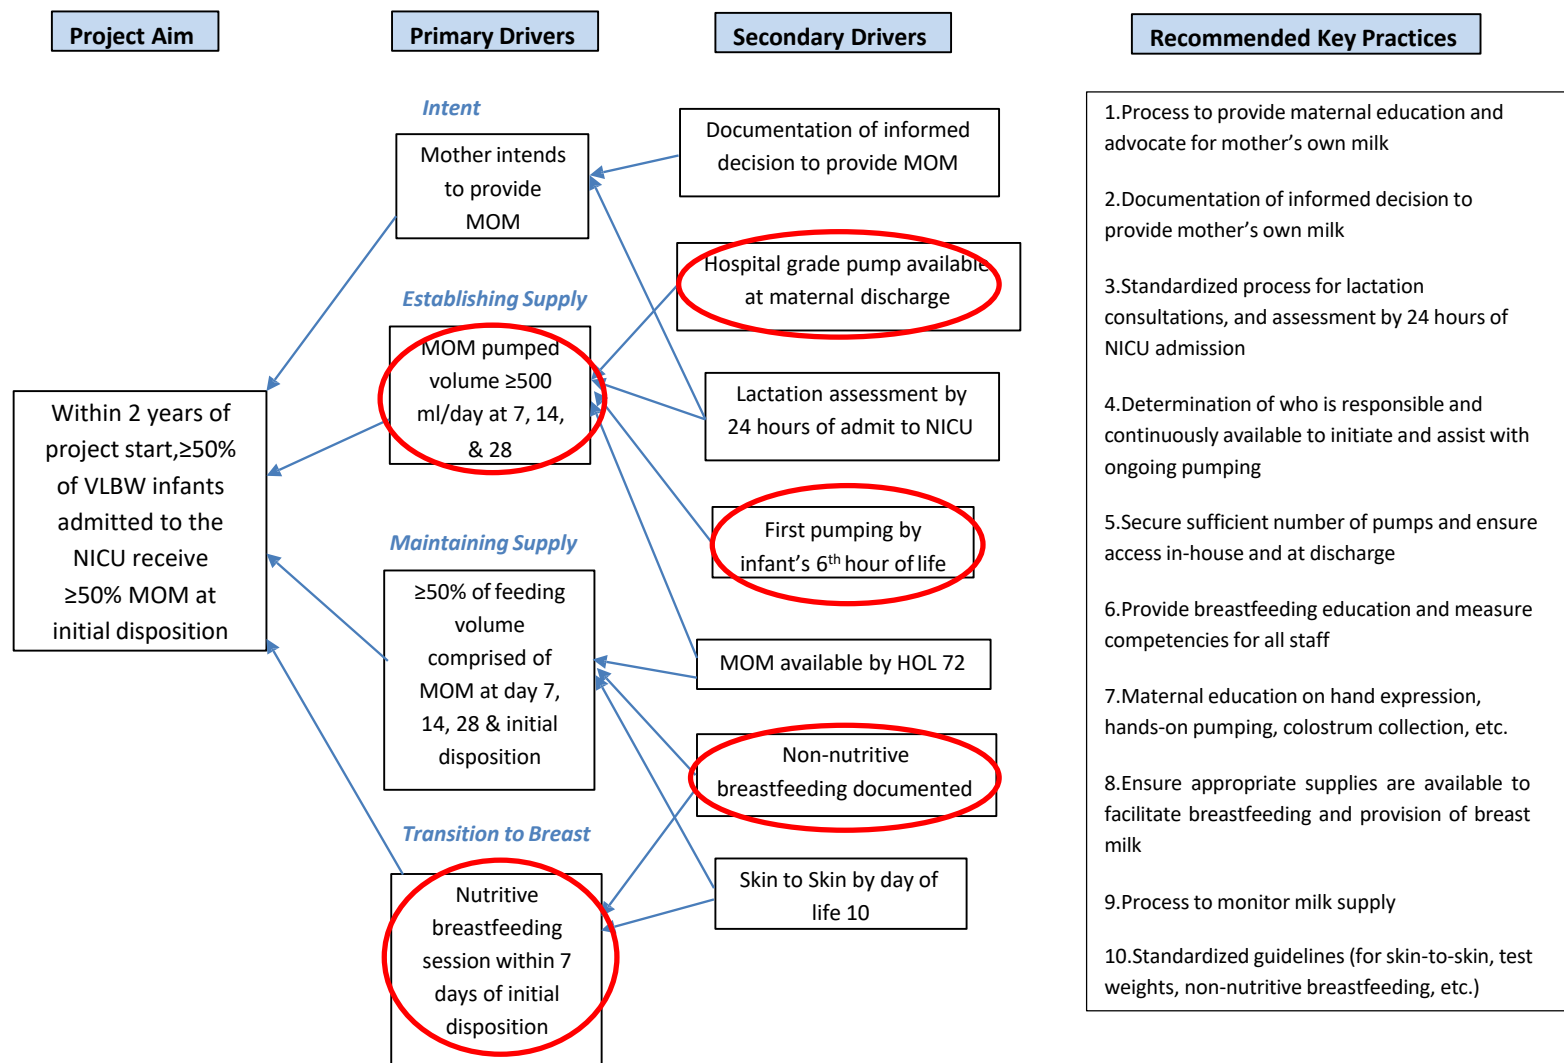 Project Aim
Primary Drivers
Secondary Drivers
Recommended Key Practices
Within 2 years of
project start,≥50%
of VLBW infants
admitted to the
NICU receive
≥50% MOM at
initial disposition
Intent
Mother intends
to provide
MOM
Establishing Supply
MOM pumped
volume ≥500
ml/day at 7, 14,
& 28
Maintaining Supply
≥50% of feeding
volume
comprised of
MOM at day 7,
14, 28 & initial
disposition
Transition to Breast
Nutritive
breastfeeding
session within 7
days of initial
disposition
Documentation of informed
decision to provide MOM
Hospital grade pump available
at maternal discharge
Lactation assessment by
24 hours of admit to NICU
First pumping by
infant’s 6th hour of life
MOM available by HOL 72
Non-nutritive
breastfeeding documented
Skin to Skin by day of
life 10
1.Process to provide maternal education and
advocate for mother’s own milk
2.Documentation of informed decision to
provide mother’s own milk
3.Standardized process for lactation
consultations, and assessment by 24 hours of
NICU admission
4.Determination of who is responsible and
continuously available to initiate and assist with
ongoing pumping
5.Secure sufficient number of pumps and ensure
access in-house and at discharge
6.Provide breastfeeding education and measure
competencies for all staff
7.Maternal education on hand expression,
hands-on pumping, colostrum collection, etc.
8.Ensure appropriate supplies are available to
facilitate breastfeeding and provision of breast
milk
9.Process to monitor milk supply
10.Standardized guidelines (for skin-to-skin, test
weights, non-nutritive breastfeeding, etc.)